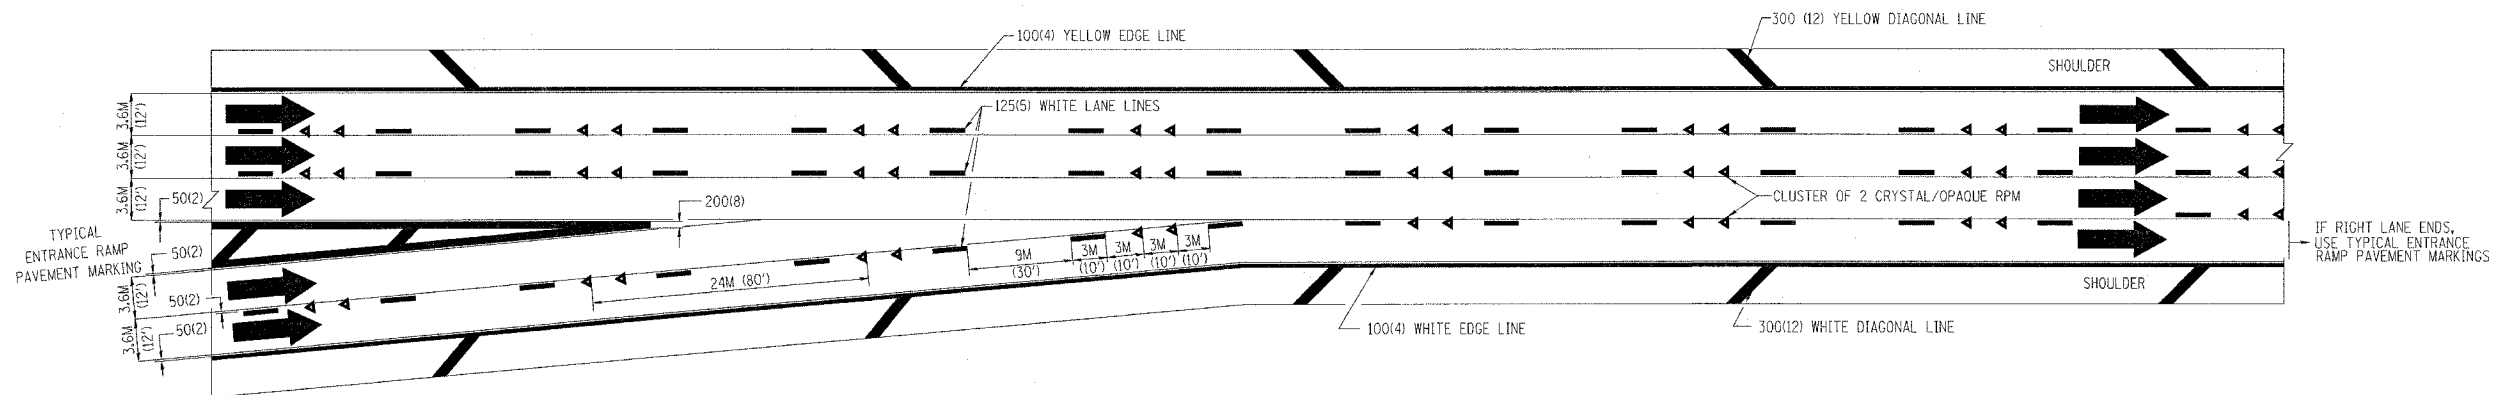 300 (12) YELLOW DIAGONAL LINE
100(4) YELLOW EDGE LINE
SHOULDER
125(5) WHITE LANE LINES
3.6M
(12')
3.6M
(12')
3.6M
(12')
50(2)
200(8)
CLUSTER OF 2 CRYSTAL/OPAQUE RPM
TYPICAL
ENTRANCE RAMP
PAVEMENT MARKING
50(2)
IF RIGHT LANE ENDS,
USE TYPICAL ENTRANCE
RAMP PAVEMENT MARKINGS
9M
(30')
3M
(10')
3M
(10')
3M
(10')
3M
(10')
24M (80')
SHOULDER
3.6M
(12')
50(2)
3.6M
(12')
50(2)
100(4) WHITE EDGE LINE
300(12) WHITE DIAGONAL LINE